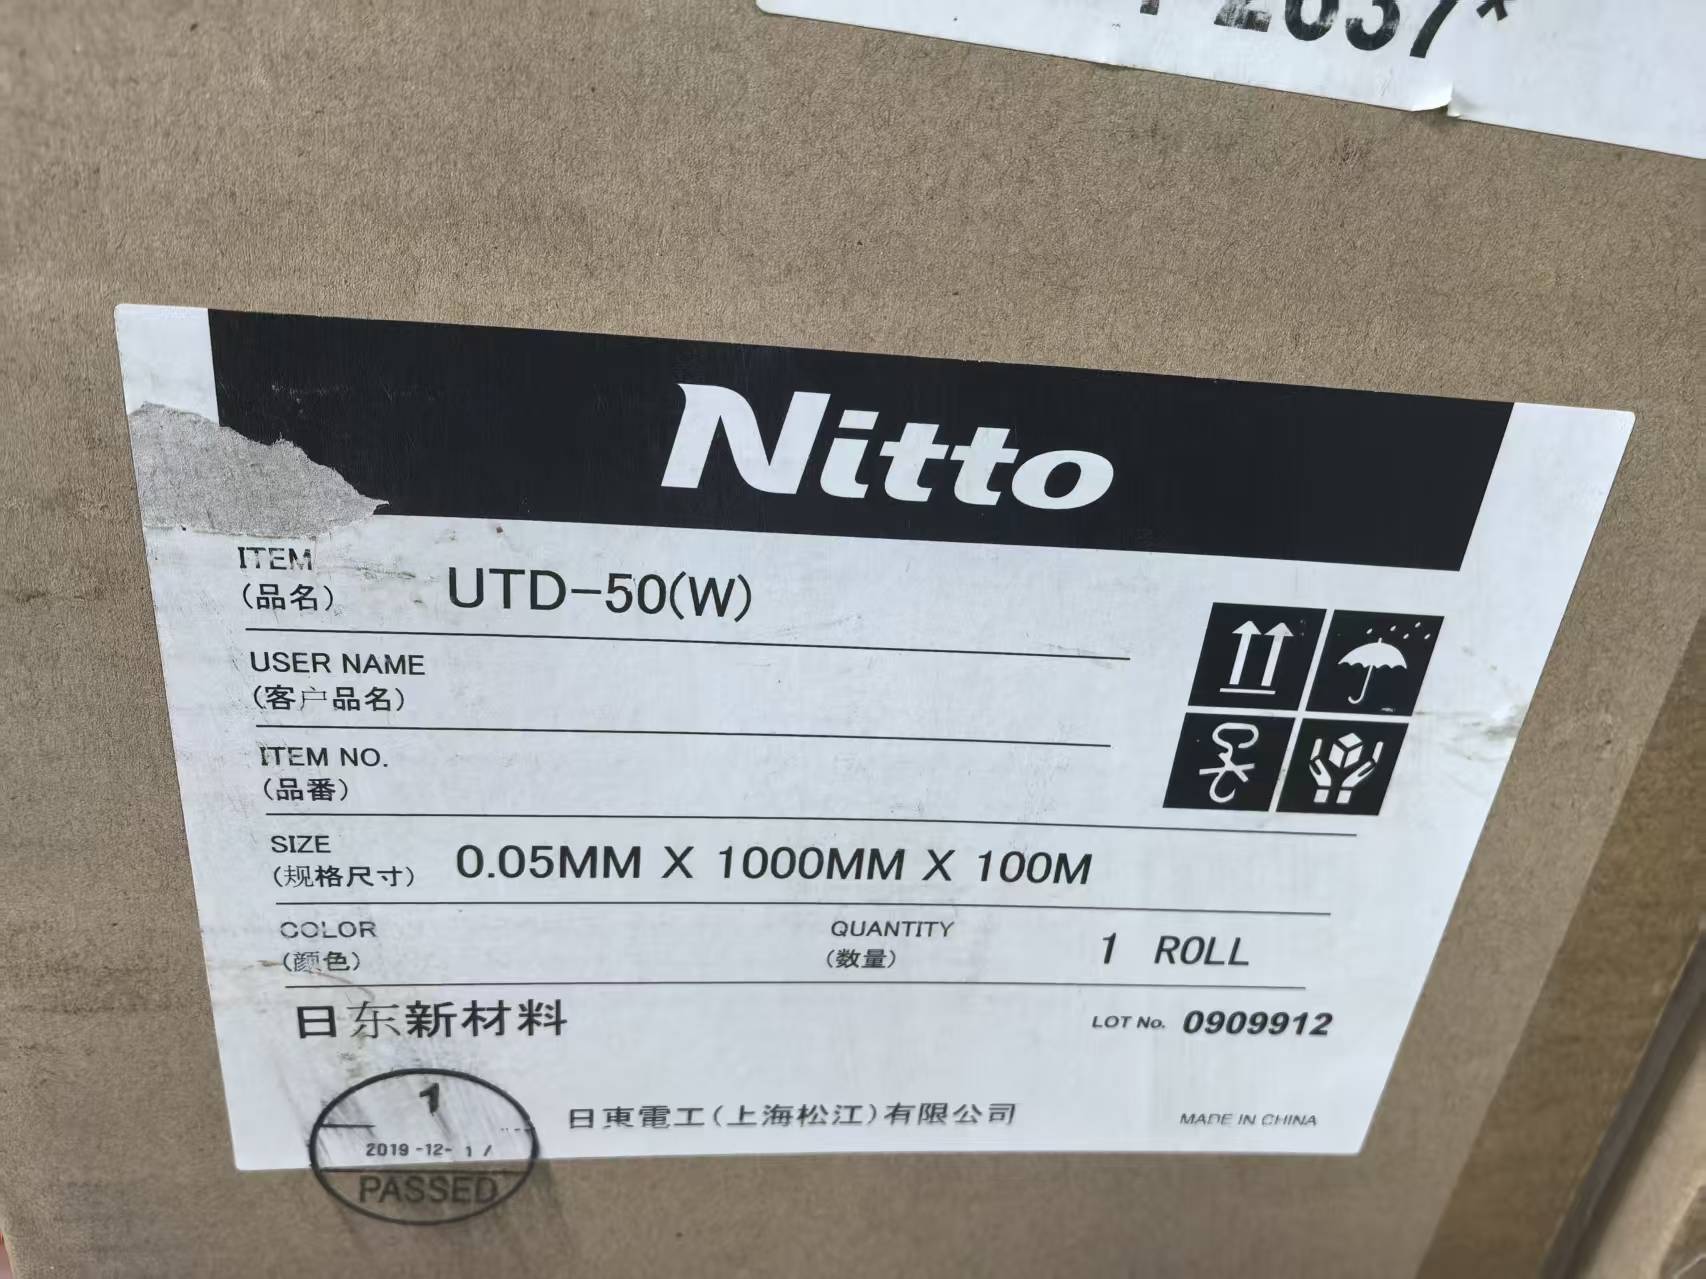 2637*
Nitto
ITEM
(品名)
UTD-50(W)
USER NAME
(客户品名)
ITEM NO.
(品番)
SIZE
(规格尺寸)
0.05MM X 1000MM X 100M
COLOR
(颜色)
QUANTITY
(数量)
1 ROLL
日东新材料
LOT No. 0909912
1
2019-12-
PASSED
日東電工(上海松江)有限公司
MADE IN CHINA